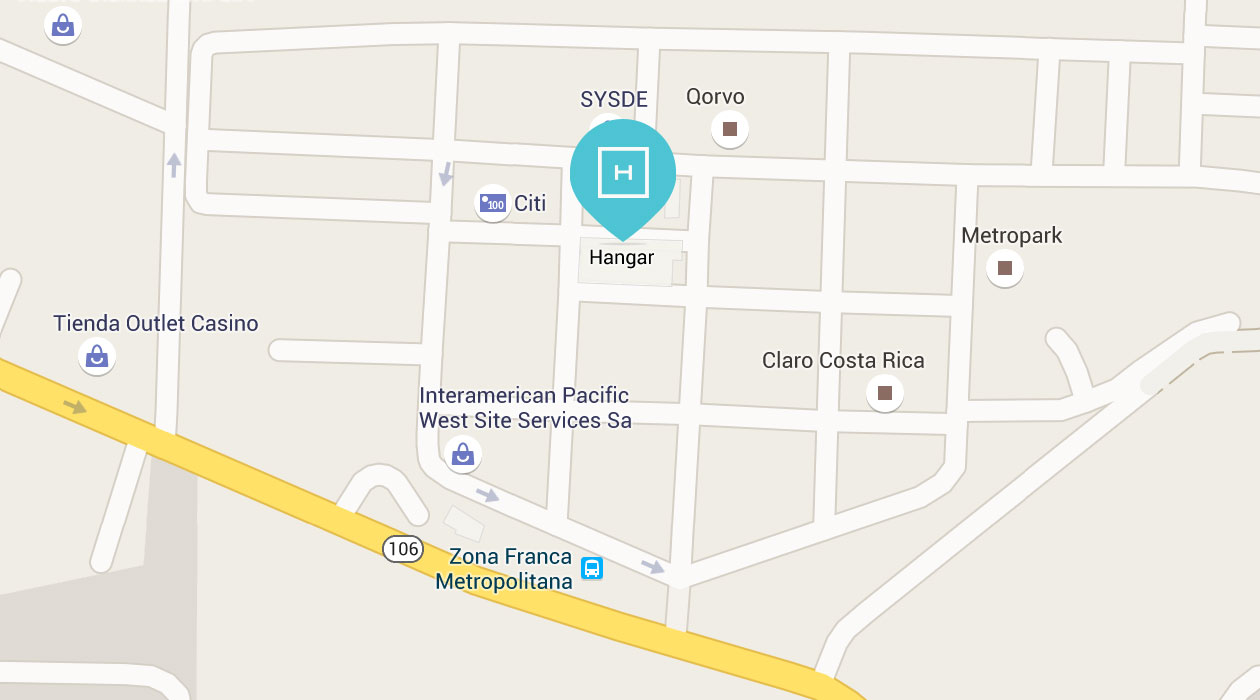 SYSDE
Qorvo
H
100
Citi
Metropark
Hangar
Tienda Outlet Casino
Claro Costa Rica
Interamerican Pacific
West Site Services Sa
106
Zona Franca
Metropolitana